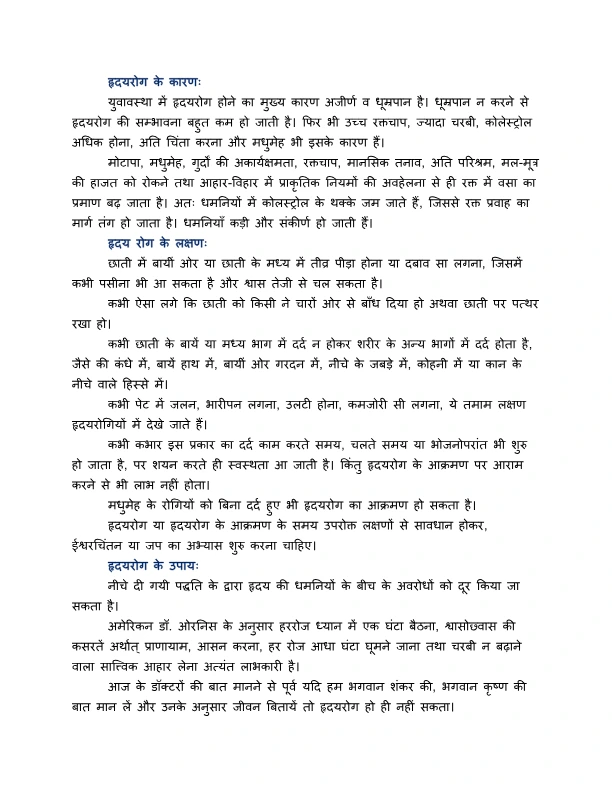 हृदयरोग के कारणः
युवावस्था में हृदयरोग होने का मुख्य कारण अजीर्ण व धूम्रपान है। धूम्रपान न करने से
हृदयरोग की सम्भावना बहुत कम हो जाती है। फिर भी उच्च रक्तचाप, ज्यादा चरबी, कोलेस्ट्रोल
अधिक होना, अति चिंता करना और मधुमेह भी इसके कारण हैं।
मोटापा, मधुमेह, गुर्दों की अकार्यक्षमता, रक्तचाप, मानसिक तनाव, अति परिश्रम, मल-मूत्र
की हाजत को रोकने तथा आहार-विहार में प्राकृतिक नियमों की अवहेलना से ही रक्त में वसा का
प्रमाण बढ़ जाता है। अतः धमनियों में कोलस्ट्रोल के थक्के जम जाते हैं, जिससे रक्त प्रवाह का
मार्ग तंग हो जाता है। धमनियाँ कड़ी और संकीर्ण हो जाती हैं।
हृदय रोग के लक्षणः
छाती में बायीं ओर या छाती के मध्य में तीव्र पीड़ा होना या दबाव सा लगना, जिसमें
कभी पसीना भी आ सकता है और श्वास तेजी से चल सकता है।
कभी ऐसा लगे कि छाती को किसी ने चारों ओर से बाँध दिया हो अथवा छाती पर पत्थर
रखा हो।
कभी छाती के बायें या मध्य भाग में दर्द न होकर शरीर के अन्य भागों में दर्द होता है,
जैसे की कंधे में, बायें हाथ में, बायीं ओर गरदन में, नीचे के जबड़े में, कोहनी में या कान के
नीचे वाले हिस्से में।
कभी पेट में जलन, भारीपन लगना, उलटी होना, कमजोरी सी लगना, ये तमाम लक्षण
हृदयरोगियों में देखे जाते हैं।
कभी कभार इस प्रकार का दर्द काम करते समय, चलते समय या भोजनोपरांत भी शुरु
हो जाता है, पर शयन करते ही स्वस्थता आ जाती है। किंतु हृदयरोग के आक्रमण पर आराम
करने से भी लाभ नहीं होता।
मधुमेह के रोगियों को बिना दर्द हुए भी हृदयरोग का आक्रमण हो सकता है।
हृदयरोग या हृदयरोग के आक्रमण के समय उपरोक्त लक्षणों से सावधान होकर,
ईश्वरचिंतन या जप का अभ्यास शुरु करना चाहिए।
हृदयरोग के उपायः
नीचे दी गयी पद्धति के द्वारा हृदय की धमनियों के बीच के अवरोधों को दूर किया जा
सकता है।
अमेरिकन डॉ. ओरनिस के अनुसार हररोज ध्यान में एक घंटा बैठना, श्वासोछ्वास की
कसरतें अर्थात् प्राणायाम, आसन करना, हर रोज आधा घंटा घूमने जाना तथा चरबी न बढ़ाने
वाला सात्त्विक आहार लेना अत्यंत लाभकारी है।
आज के डॉक्टरों की बात मानने से पूर्व यदि हम भगवान शंकर की, भगवान कृष्ण की
बात मान लें और उनके अनुसार जीवन बितायें तो हृदयरोग हो ही नहीं सकता।